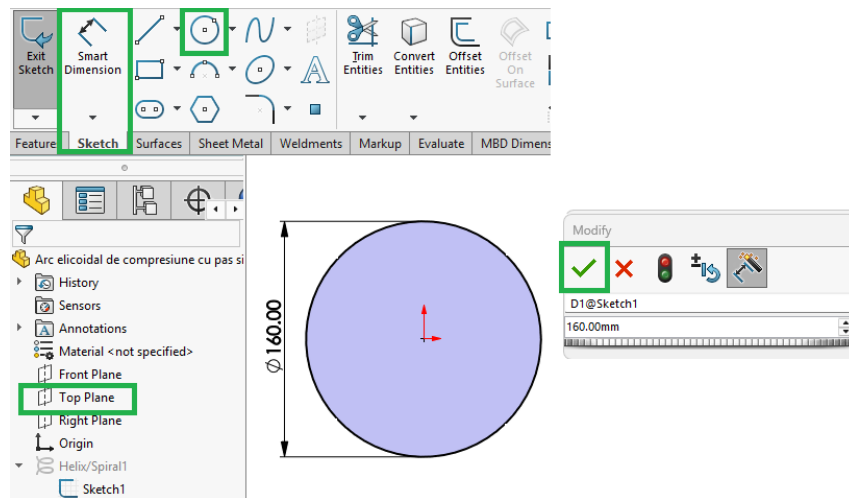 Exit Sketch
Smart Dimension
Trim Entities
Convert Entities
Offset Entities
Offset On Surface
Feature
Sketch
Surfaces
Sheet Metal
Weldments
Markup
Evaluate
MBD Dimens
Arc elicoidal de compresiune cu pas si
History
Sensors
Annotations
Material <not specified>
Front Plane
Top Plane
Right Plane
Origin
Helix/Spiral1
Sketch1
∅160.00
Modify
D1@Sketch1
160.00mm